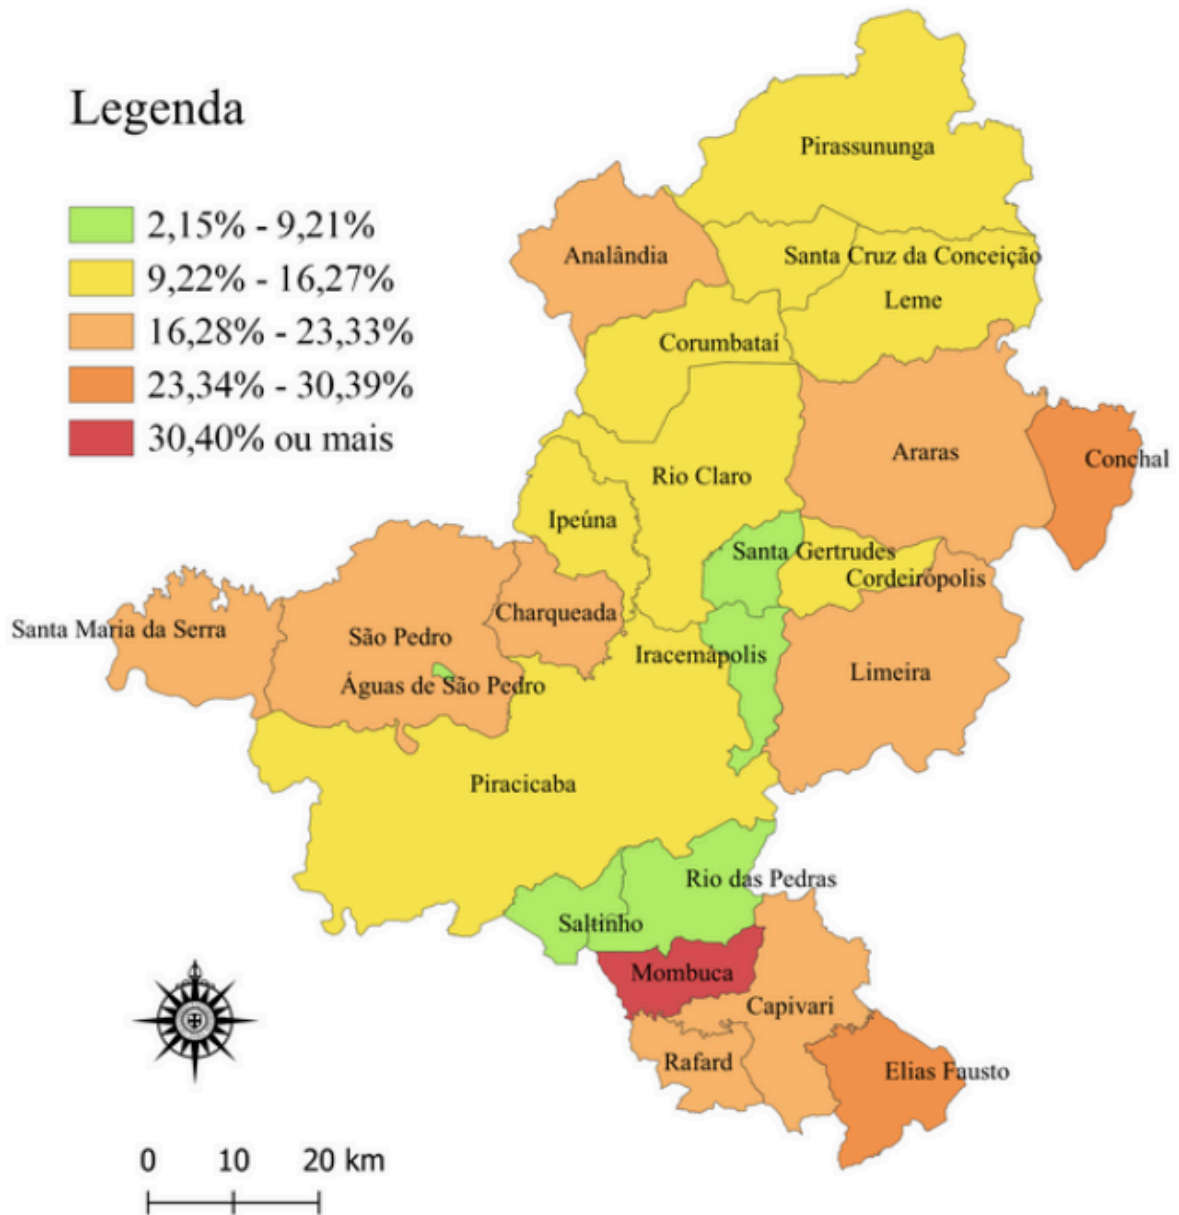 Legenda
2,15% - 9,21%
9,22% - 16,27%
16,28% - 23,33%
23,34% - 30,39%
30,40% ou mais
Pirassununga
Analândia
Santa Cruz da Conceição
Leme
Corumbataí
Araras
Conchal
Rio Claro
Ipeúna
Santa Gertrudes
Cordeirópolis
Charqueada
Santa Maria da Serra
São Pedro
Iracemápolis
Limeira
Águas de São Pedro
Piracicaba
Rio das Pedras
Saltinho
Mombuca
Capivari
Rafard
Elias Fausto
0 10 20 km